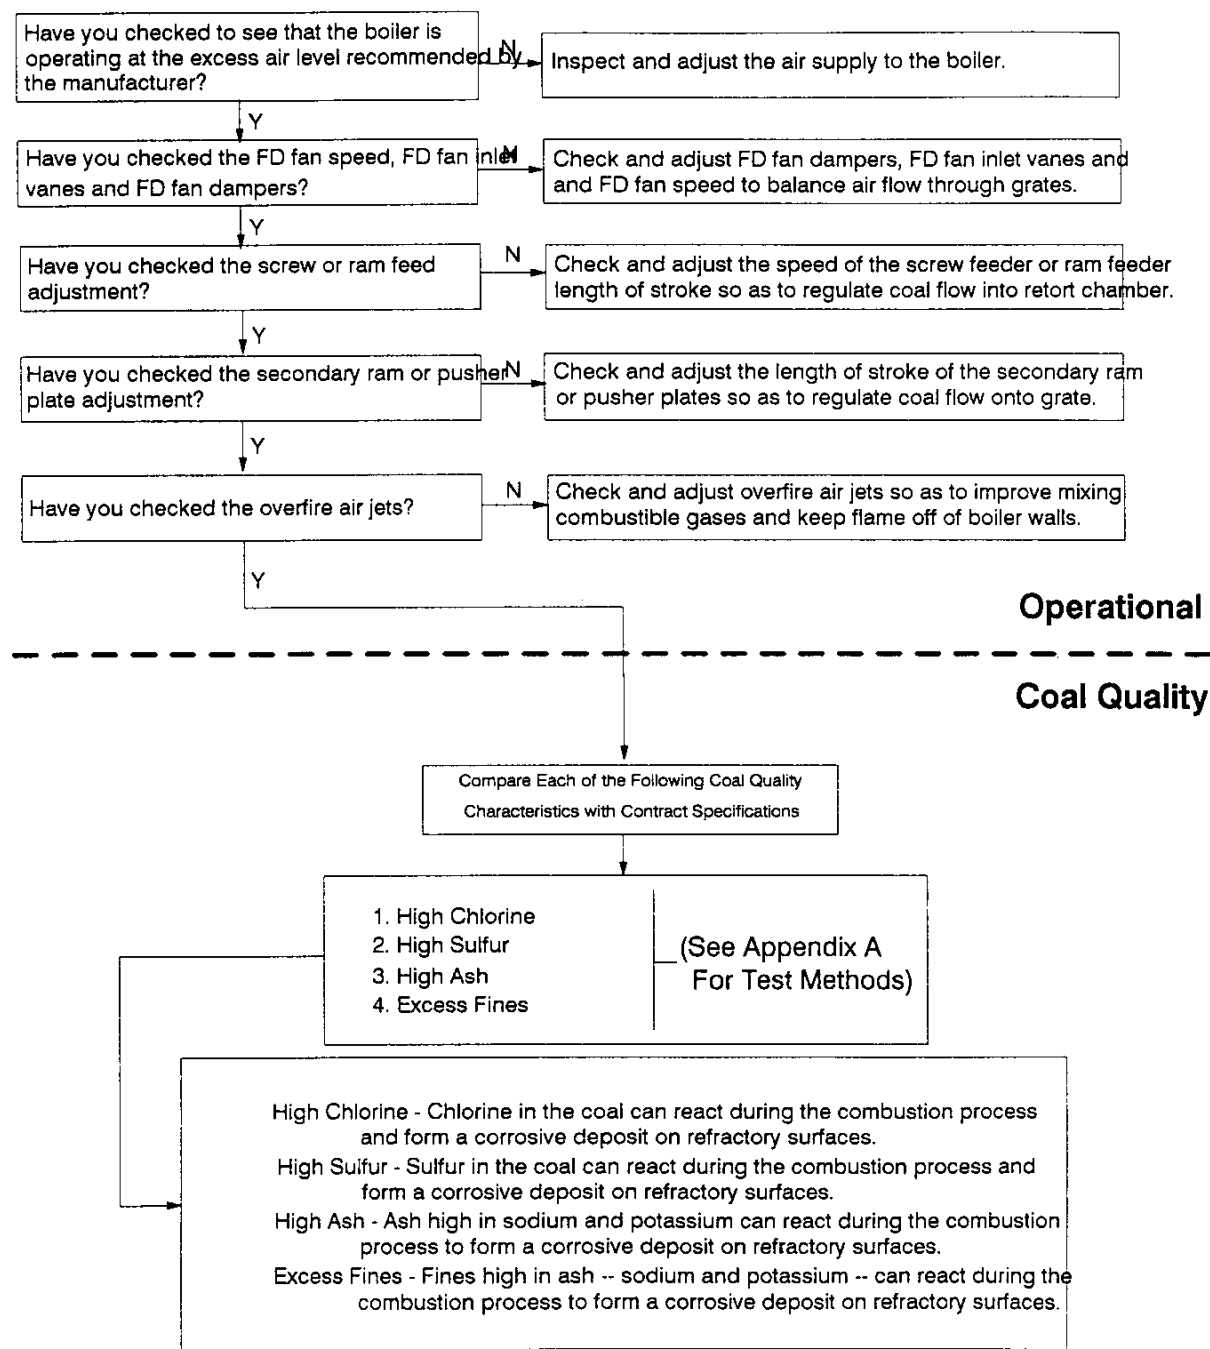 Have you checked to see that the boiler is
operating at the excess air level recommended by
the manufacturer?
N
Inspect and adjust the air supply to the boiler.
Y
Have you checked the FD fan speed, FD fan inlet
vanes and FD fan dampers?
N
Check and adjust FD fan dampers, FD fan inlet vanes and
and FD fan speed to balance air flow through grates.
Y
Have you checked the screw or ram feed
adjustment?
N
Check and adjust the speed of the screw feeder or ram feeder
length of stroke so as to regulate coal flow into retort chamber.
Y
Have you checked the secondary ram or pusher
plate adjustment?
N
Check and adjust the length of stroke of the secondary ram
or pusher plates so as to regulate coal flow onto grate.
Y
Have you checked the overfire air jets?
N
Check and adjust overfire air jets so as to improve mixing
combustible gases and keep flame off of boiler walls.
Y
Operational
Coal Quality
Compare Each of the Following Coal Quality
Characteristics with Contract Specifications
1. High Chlorine
2. High Sulfur
3. High Ash
4. Excess Fines
(See Appendix A
For Test Methods)
High Chlorine - Chlorine in the coal can react during the combustion process
and form a corrosive deposit on refractory surfaces.
High Sulfur - Sulfur in the coal can react during the combustion process and
form a corrosive deposit on refractory surfaces.
High Ash - Ash high in sodium and potassium can react during the combustion
process to form a corrosive deposit on refractory surfaces.
Excess Fines - Fines high in ash -- sodium and potassium -- can react during the
combustion process to form a corrosive deposit on refractory surfaces.